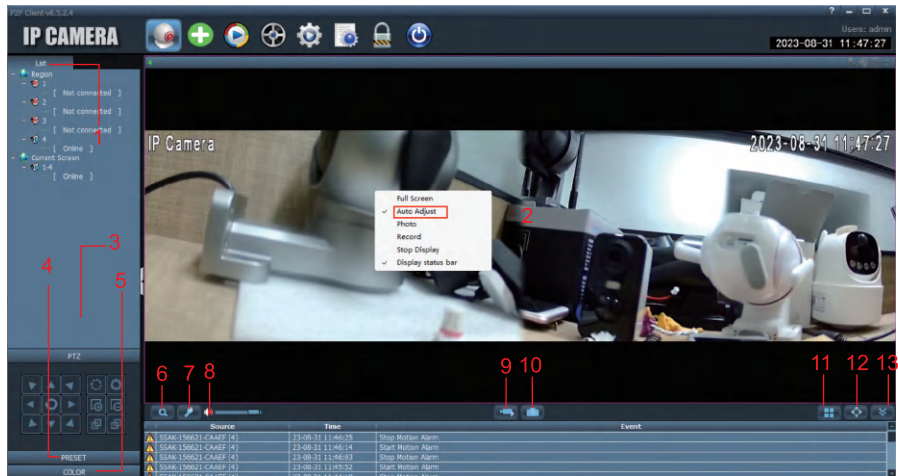 P2P Client v6.5.2.4
? – □ x
IP CAMERA
Users: admin
2023-08-31 11:47:27
List
4
Region
1
[ Not connected ]
2
[ Not connected ]
3
[ Not connected ]
1
4
[ Online ]
Current Screen
1-4
[ Online ]
IP Camera
2023-08-31 11:47:27
Full Screen
✓ Auto Adjust
2
Photo
Record
Stop Display
✓ Display status bar
3
4
5
PTZ
6
7
8
9
10
11
12
13
Source Time Event
SSAK-156621-CAAEF (4) 23-08-31 11:46:25 Stop Motion Alarm
SSAK-156621-CAAEF (4) 23-08-31 11:46:14 Start Motion Alarm
SSAK-156621-CAAEF (4) 23-08-31 11:46:03 Stop Motion Alarm
SSAK-156621-CAAEF (4) 23-08-31 11:45:52 Start Motion Alarm
PRESET
COLOR